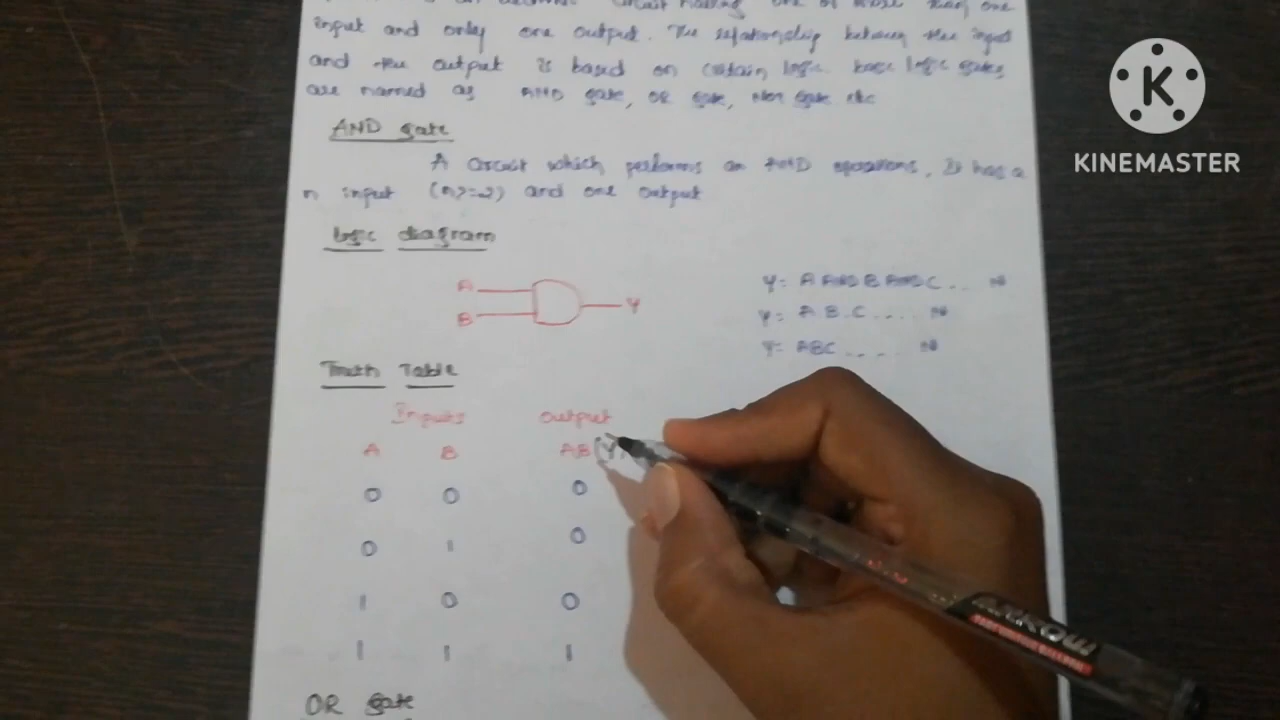 input and only one output. The relationship between the input
and the output is based on certain logic. Basic logic gates
are named as AND gate, OR gate, Not gate etc
AND gate
A Circuit which performs an AND operations. It has a
n input (n>=2) and one output
logic diagram
A
B
Y
Y= A AND B AND C .. N
Y= A.B.C .... N
Y= ABC .... N
Truth Table
Inputs Output
A B AB(Y)
0 0 0
0 1 0
1 0 0
1 1 1
OR gate
K
KINEMASTER